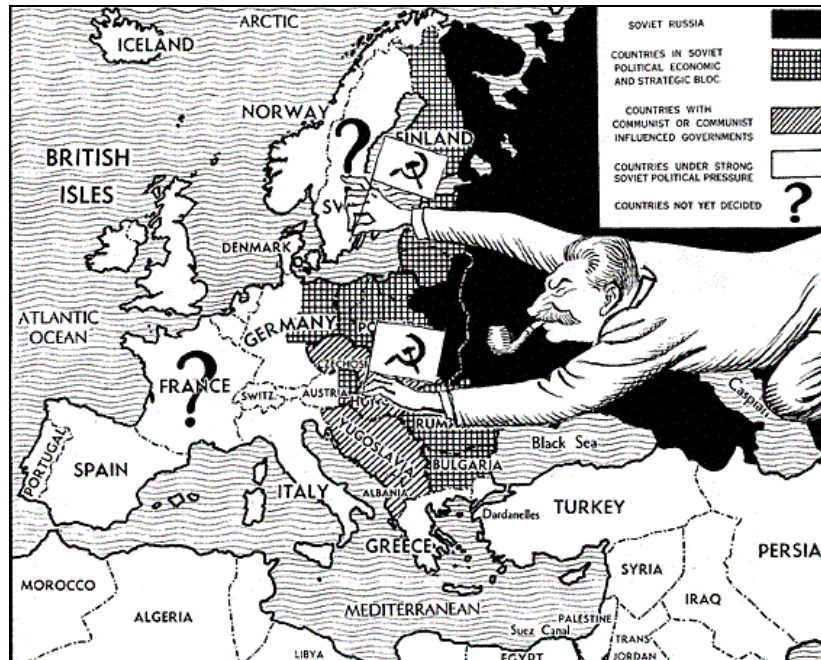 ARCTIC
ICELAND
NORWAY
FINLAND
BRITISH
ISLES
?
DENMARK
ATLANTIC
OCEAN
GERMANY
?
FRANCE
SWITZ.
AUSTRIA
YUGOSLAVIA
BULGARIA
Black Sea
Caspian
PORTUGAL
SPAIN
ITALY
ALBANIA
Dardanelles
TURKEY
GREECE
PERSIA
SYRIA
IRAQ
MOROCCO
ALGERIA
MEDITERRANEAN
PALESTINE
Suez Canal
TRANS
JORDAN
LIBYA
EGYPT
SOVIET RUSSIA
COUNTRIES IN SOVIET
POLITICAL ECONOMIC
AND STRATEGIC BLOC
COUNTRIES WITH
COMMUNIST OR COMMUNIST
INFLUENCED GOVERNMENTS
COUNTRIES UNDER STRONG
SOVIET POLITICAL PRESSURE
COUNTRIES NOT YET DECIDED ?